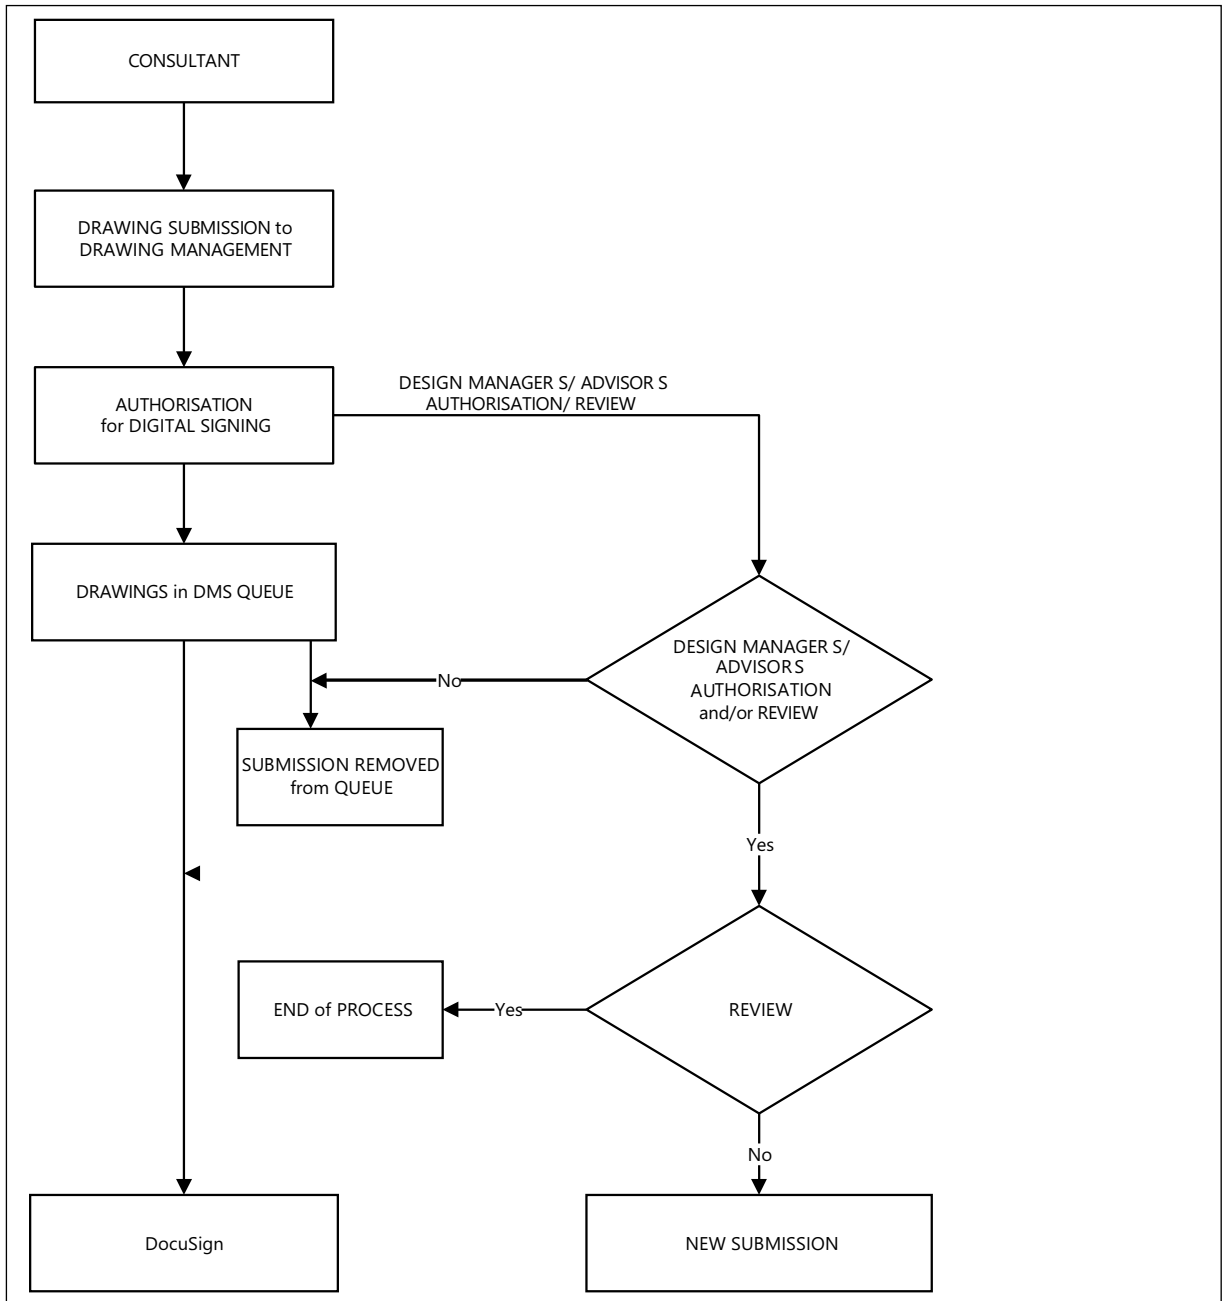 CONSULTANT
DRAWING SUBMISSION to
DRAWING MANAGEMENT
AUTHORISATION
for DIGITAL SIGNING
DESIGN MANAGER S/ ADVISOR S
AUTHORISATION/ REVIEW
DRAWINGS in DMS QUEUE
DESIGN MANAGER S/
ADVISOR S
AUTHORISATION
and/or REVIEW
No
SUBMISSION REMOVED
from QUEUE
Yes
END of PROCESS
Yes
REVIEW
No
DocuSign
NEW SUBMISSION